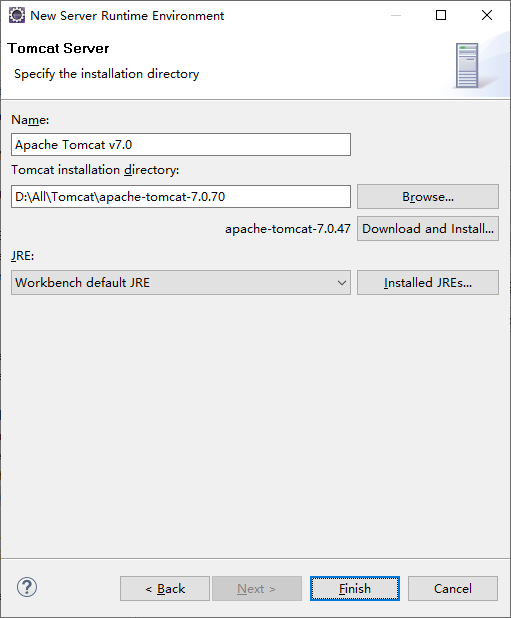 New Server Runtime Environment
Tomcat Server
Specify the installation directory
Name:
Apache Tomcat v7.0
Tomcat installation directory:
D:\All\Tomcat\apache-tomcat-7.0.70
Browse...
apache-tomcat-7.0.47
Download and Install...
JRE:
Workbench default JRE
Installed JREs...
?
< Back
Next >
Finish
Cancel